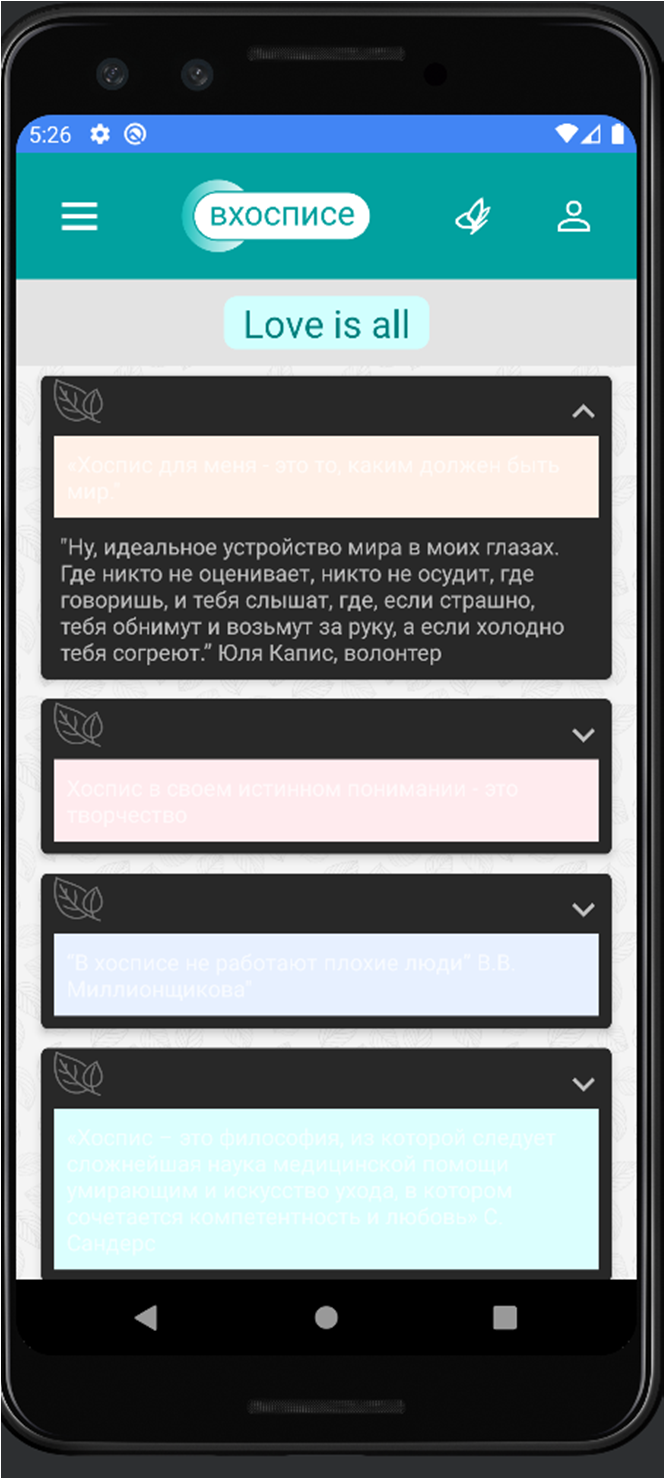 5:26
вхосписе
Love is all
«Хоспис для меня - это то, каким должен быть
мир."
"Ну, идеальное устройство мира в моих глазах.
Где никто не оценивает, никто не осудит, где
говоришь, и тебя слышат, где, если страшно,
тебя обнимут и возьмут за руку, а если холодно
тебя согреют.” Юля Капис, волонтер
Хоспис в своем истинном понимании - это
творчество
"В хосписе не работают плохие люди" В.В.
Миллионщикова"
«Хоспис – это философия, из которой следует
сложнейшая наука медицинской помощи
умирающим и искусство ухода, в котором
сочетается компетентность и любовь» С.
Сандерс